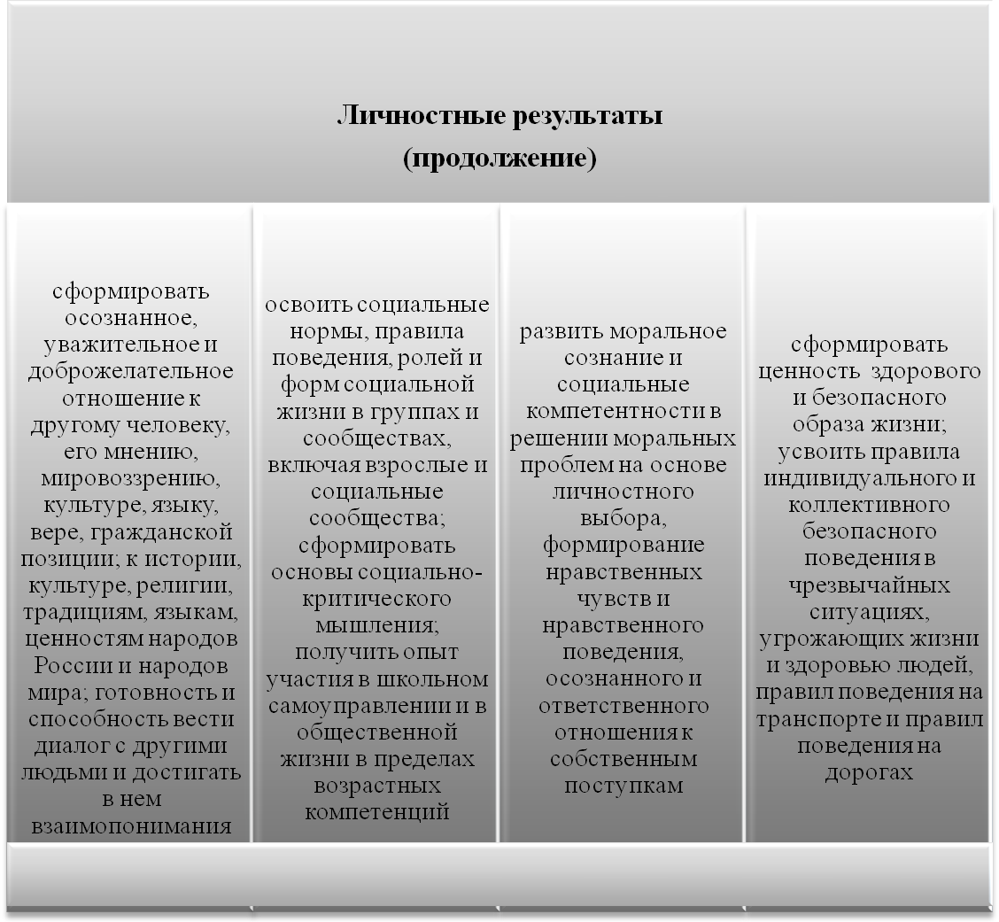 Личностные результаты
(продолжение)
сформировать
осознанное,
уважительное и
доброжелательное
отношение к
другому человеку,
его мнению,
мировоззрению,
культуре, языку,
вере, гражданской
позиции; к истории,
культуре, религии,
традициям, языкам,
ценностям народов
России и народов
мира; готовность и
способность вести
диалог с другими
людьми и достигать
в нем
взаимопонимания
освоить социальные
нормы, правила
поведения, ролей и
форм социальной
жизни в группах и
сообществах,
включая взрослые и
социальные
сообщества;
сформировать
основы социально-
критического
мышления;
получить опыт
участия в школьном
самоуправлении и в
общественной
жизни в пределах
возрастных
компетенций
развить моральное
сознание и
социальные
компетентности в
решении моральных
проблем на основе
личностного
выбора,
формирование
нравственных
чувств и
нравственного
поведения,
осознанного и
ответственного
отношения к
собственным
поступкам
сформировать
ценность здорового
и безопасного
образа жизни;
усвоить правила
индивидуального и
коллективного
безопасного
поведения в
чрезвычайных
ситуациях,
угрожающих жизни
и здоровью людей,
правил поведения на
транспорте и правил
поведения на
дорогах